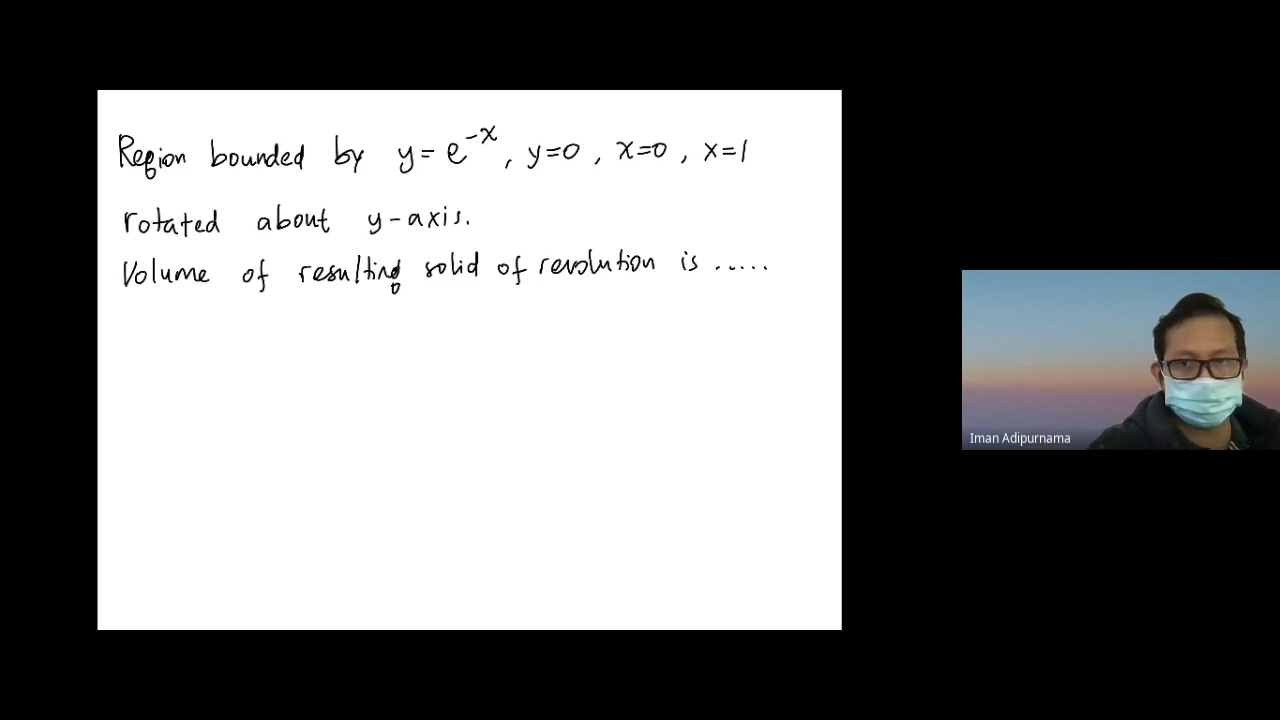 Region bounded by y = e^{-x}, y=0, x=0, x=1
rotated about y-axis.
Volume of resulting solid of revolution is .....
Iman Adipurnama